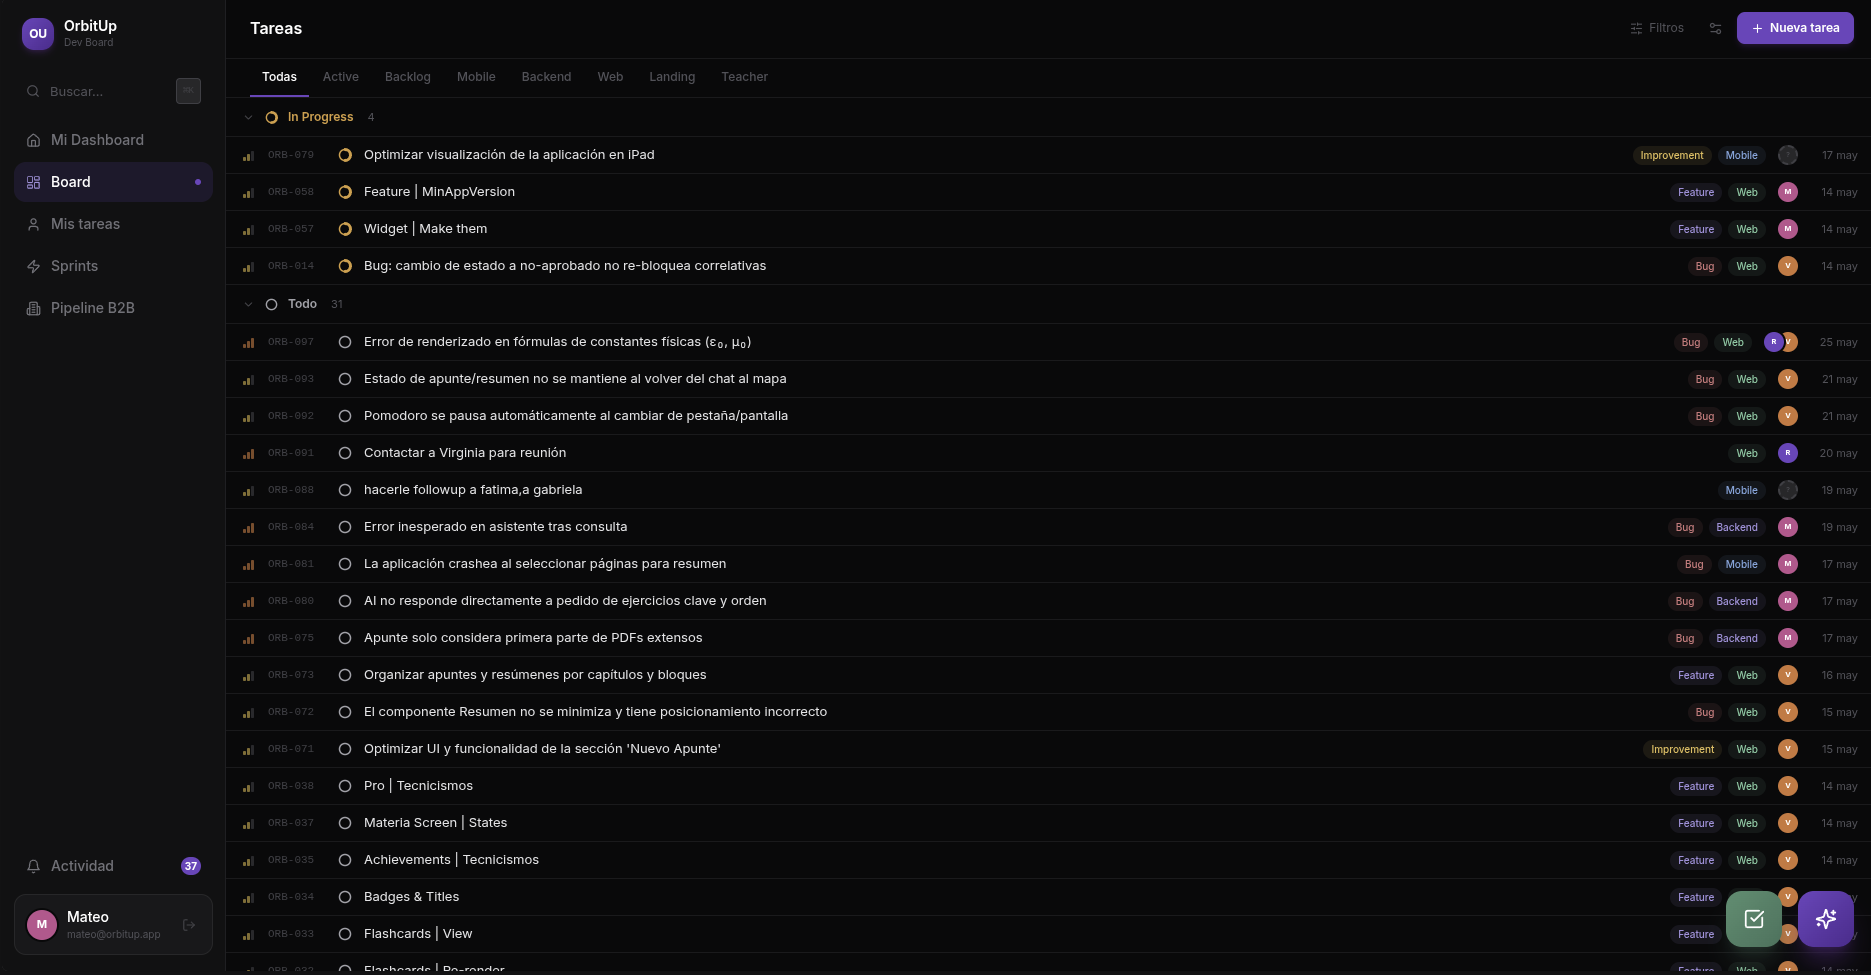 OU
OrbitUp
Dev Board
Buscar...
⌘K
Mi Dashboard
Board
Mis tareas
Sprints
Pipeline B2B
Actividad 37
M
Mateo
mateo@orbitup.app
Tareas
Filtros
+ Nueva tarea
Todas Active Backlog Mobile Backend Web Landing Teacher
In Progress 4
ORB-079 Optimizar visualización de la aplicación en iPad Improvement Mobile ? 17 may
ORB-058 Feature | MinAppVersion Feature Web M 14 may
ORB-057 Widget | Make them Feature Web M 14 may
ORB-014 Bug: cambio de estado a no-aprobado no re-bloquea correlativas Bug Web V 14 may
Todo 31
ORB-097 Error de renderizado en fórmulas de constantes físicas (ε₀, μ₀) Bug Web R V 25 may
ORB-093 Estado de apunte/resumen no se mantiene al volver del chat al mapa Bug Web V 21 may
ORB-092 Pomodoro se pausa automáticamente al cambiar de pestaña/pantalla Bug Web V 21 may
ORB-091 Contactar a Virginia para reunión Web R 20 may
ORB-088 hacerle followup a fatima,a gabriela Mobile ? 19 may
ORB-084 Error inesperado en asistente tras consulta Bug Backend M 19 may
ORB-081 La aplicación crashea al seleccionar páginas para resumen Bug Mobile M 17 may
ORB-080 AI no responde directamente a pedido de ejercicios clave y orden Bug Backend M 17 may
ORB-075 Apunte solo considera primera parte de PDFs extensos Bug Backend M 17 may
ORB-073 Organizar apuntes y resúmenes por capítulos y bloques Feature Web V 16 may
ORB-072 El componente Resumen no se minimiza y tiene posicionamiento incorrecto Bug Web V 15 may
ORB-071 Optimizar UI y funcionalidad de la sección 'Nuevo Apunte' Improvement Web V 15 may
ORB-038 Pro | Tecnicismos Feature Web V 14 may
ORB-037 Materia Screen | States Feature Web V 14 may
ORB-035 Achievements | Tecnicismos Feature Web V 14 may
ORB-034 Badges & Titles Feature V
ORB-033 Flashcards | View Feature V
ORB-032 Flashcards | Re-render Feature Web V 14 may